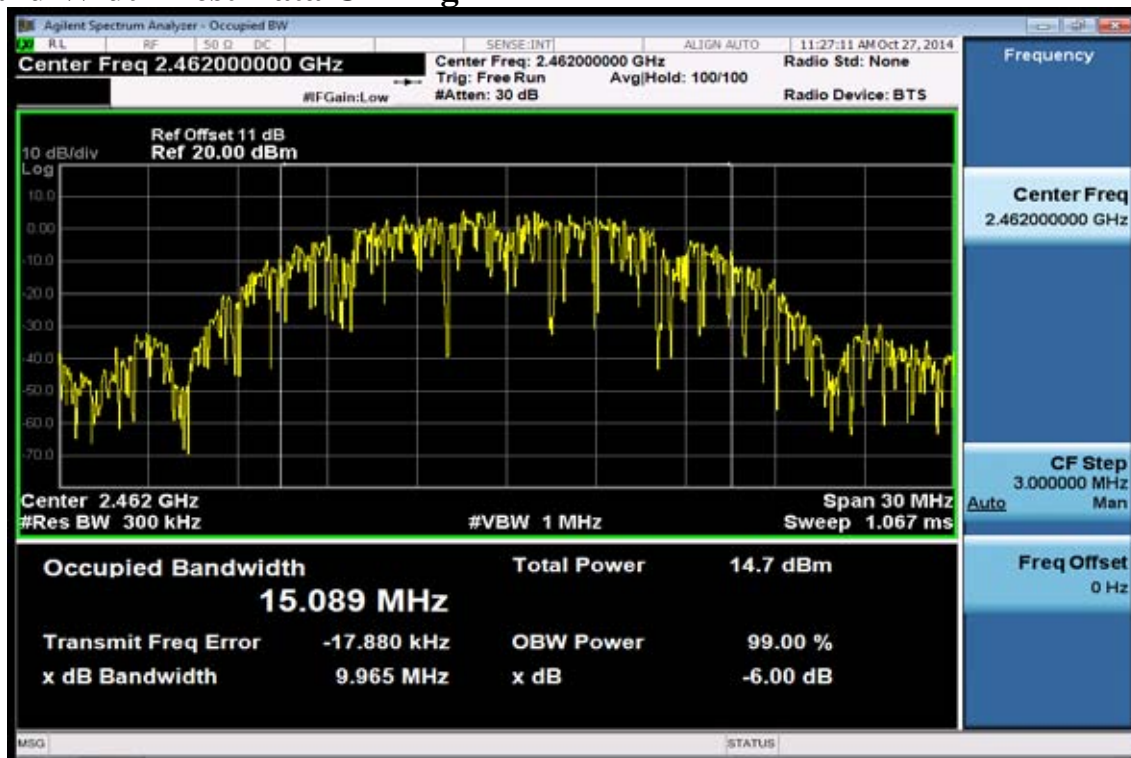 Agilent Spectrum Analyzer - Occupied BW
RL RF 50 Ω DC SENSE:INT ALIGN AUTO 11:27:11 AM Oct 27, 2014
Center Freq 2.462000000 GHz
Center Freq: 2.462000000 GHz
Radio Std: None
Trig: Free Run Avg|Hold: 100/100
#IFGain:Low
#Atten: 30 dB
Radio Device: BTS
Frequency
Ref Offset 11 dB
10 dB/div Ref 20.00 dBm
Log
10.0
0.00
-10.0
-20.0
-30.0
-40.0
-50.0
-60.0
-70.0
Center 2.462 GHz
Span 30 MHz
#Res BW 300 kHz
#VBW 1 MHz
Sweep 1.067 ms
Occupied Bandwidth
15.089 MHz
Total Power 14.7 dBm
Transmit Freq Error -17.880 kHz
OBW Power 99.00 %
x dB Bandwidth 9.965 MHz
x dB -6.00 dB
Center Freq
2.462000000 GHz
CF Step
3.000000 MHz
Auto Man
Freq Offset
0 Hz
MSG STATUS